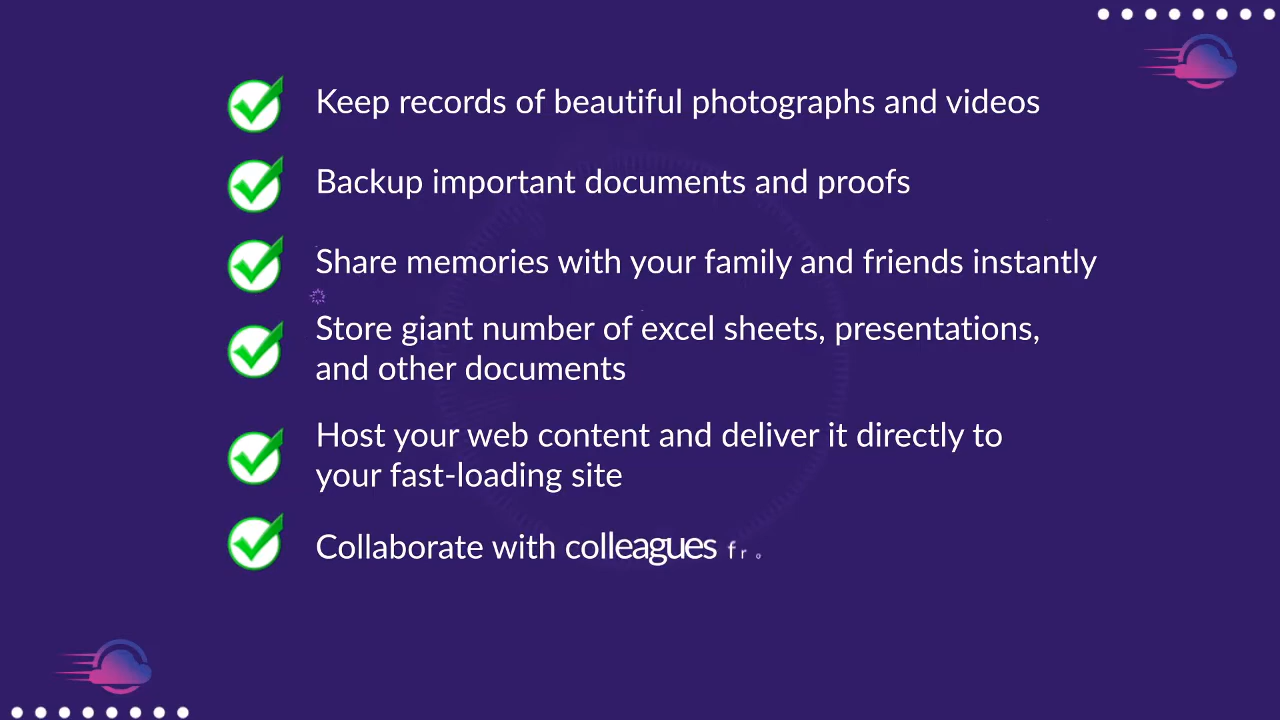 Keep records of beautiful photographs and videos
Backup important documents and proofs
Share memories with your family and friends instantly
Store giant number of excel sheets, presentations,
and other documents
Host your web content and deliver it directly to
your fast-loading site
Collaborate with colleagues fro